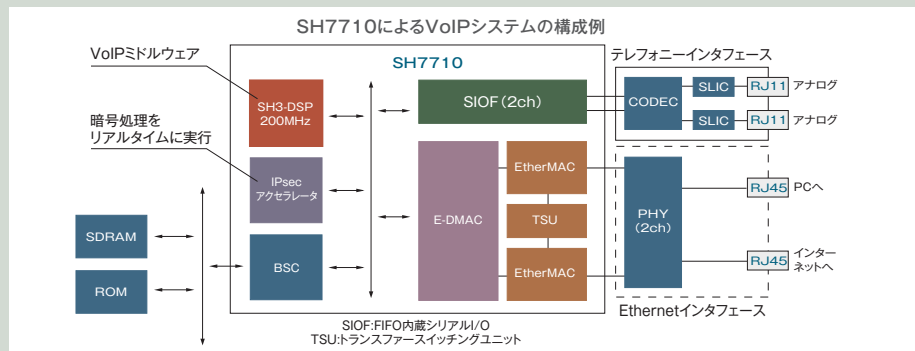 SH7710によるVoIPシステムの構成例
VoIPミドルウェア
SH7710
テレフォニーインタフェース
SH3-DSP
200MHz
SIOF(2ch)
CODEC
SLIC
RJ11
アナログ
SLIC
RJ11
アナログ
暗号処理を
リアルタイムに実行
IPsec
アクセラレータ
E-DMAC
EtherMAC
TSU
EtherMAC
PHY
(2ch)
RJ45
PCへ
RJ45
インター
ネットへ
SDRAM
ROM
BSC
Ethernetインタフェース
SIOF:FIFO内蔵シリアルI/O
TSU:トランスファースイッチングユニット